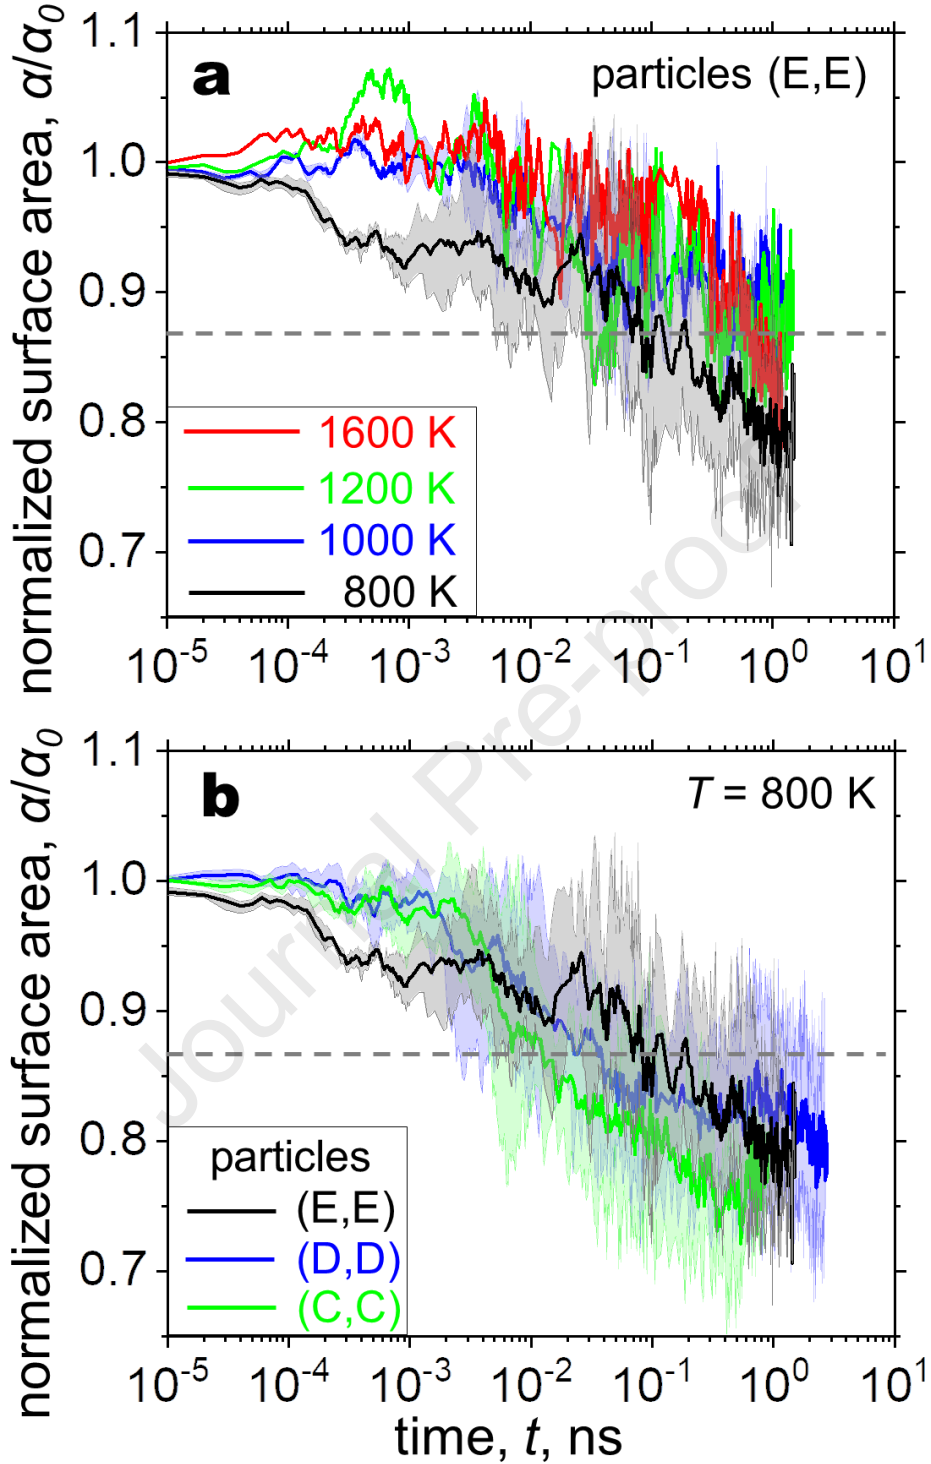 normalized surface area, α/α0
1.1
1.0
0.9
0.8
0.7
a
particles (E,E)
1600 K
1200 K
1000 K
800 K
10-5
10-4
10-3
10-2
10-1
100
101
normalized surface area, α/α0
1.1
1.0
0.9
0.8
0.7
b
T = 800 K
particles
(E,E)
(D,D)
(C,C)
10-5
10-4
10-3
10-2
10-1
100
101
time, t, ns
Journal Pre-proof